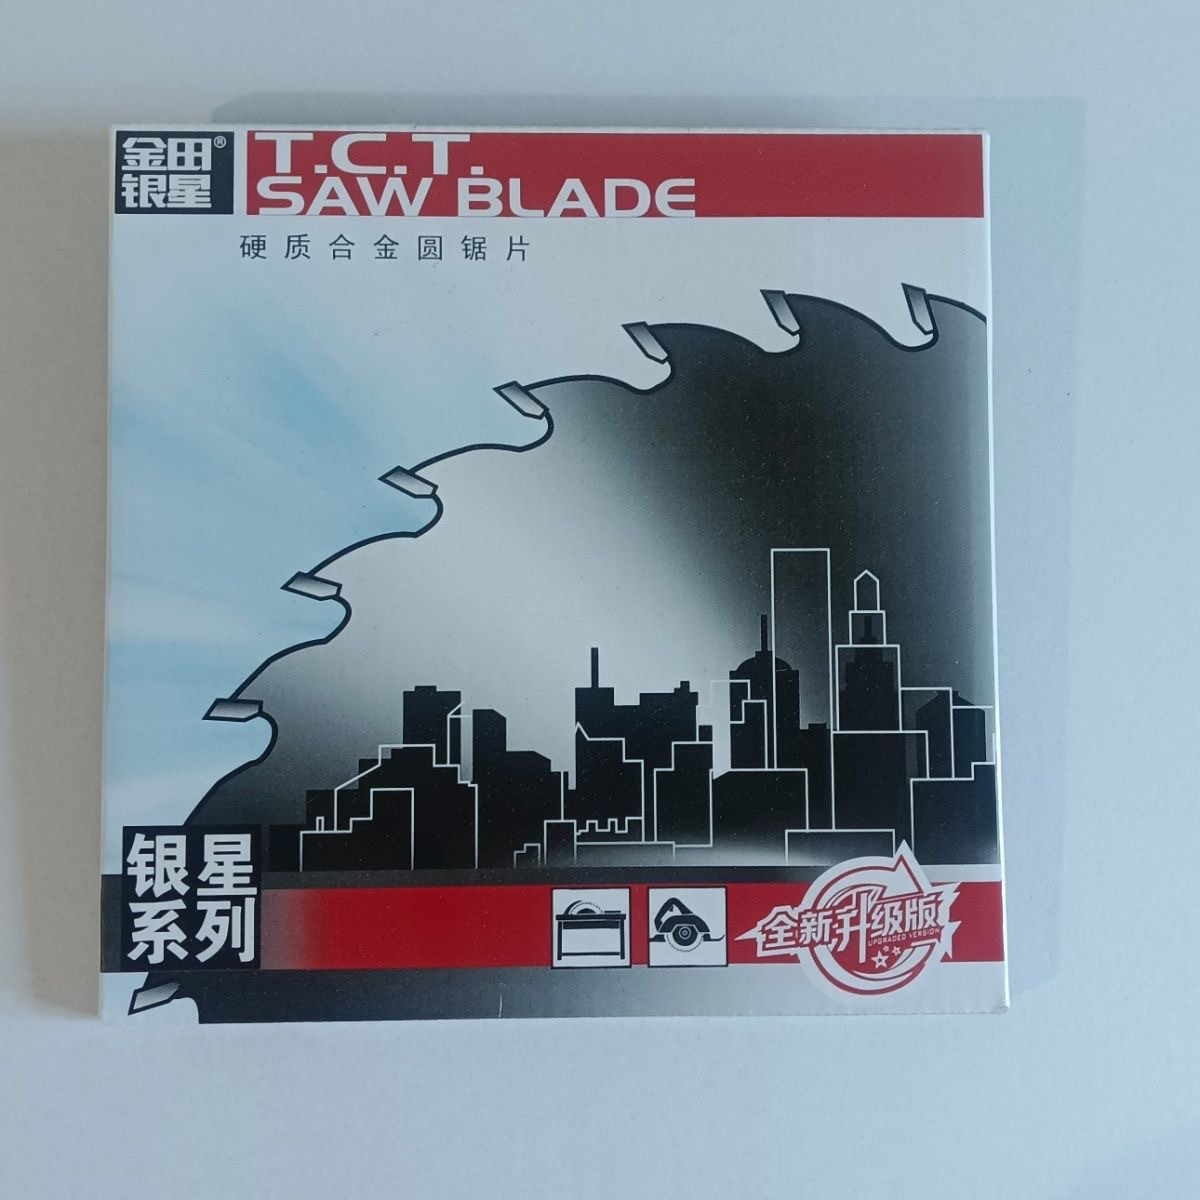 金田®
银星
T.C.T.
SAW BLADE
硬质合金圆锯片
银星
系列
全新升级版
UPGRADED VERSION